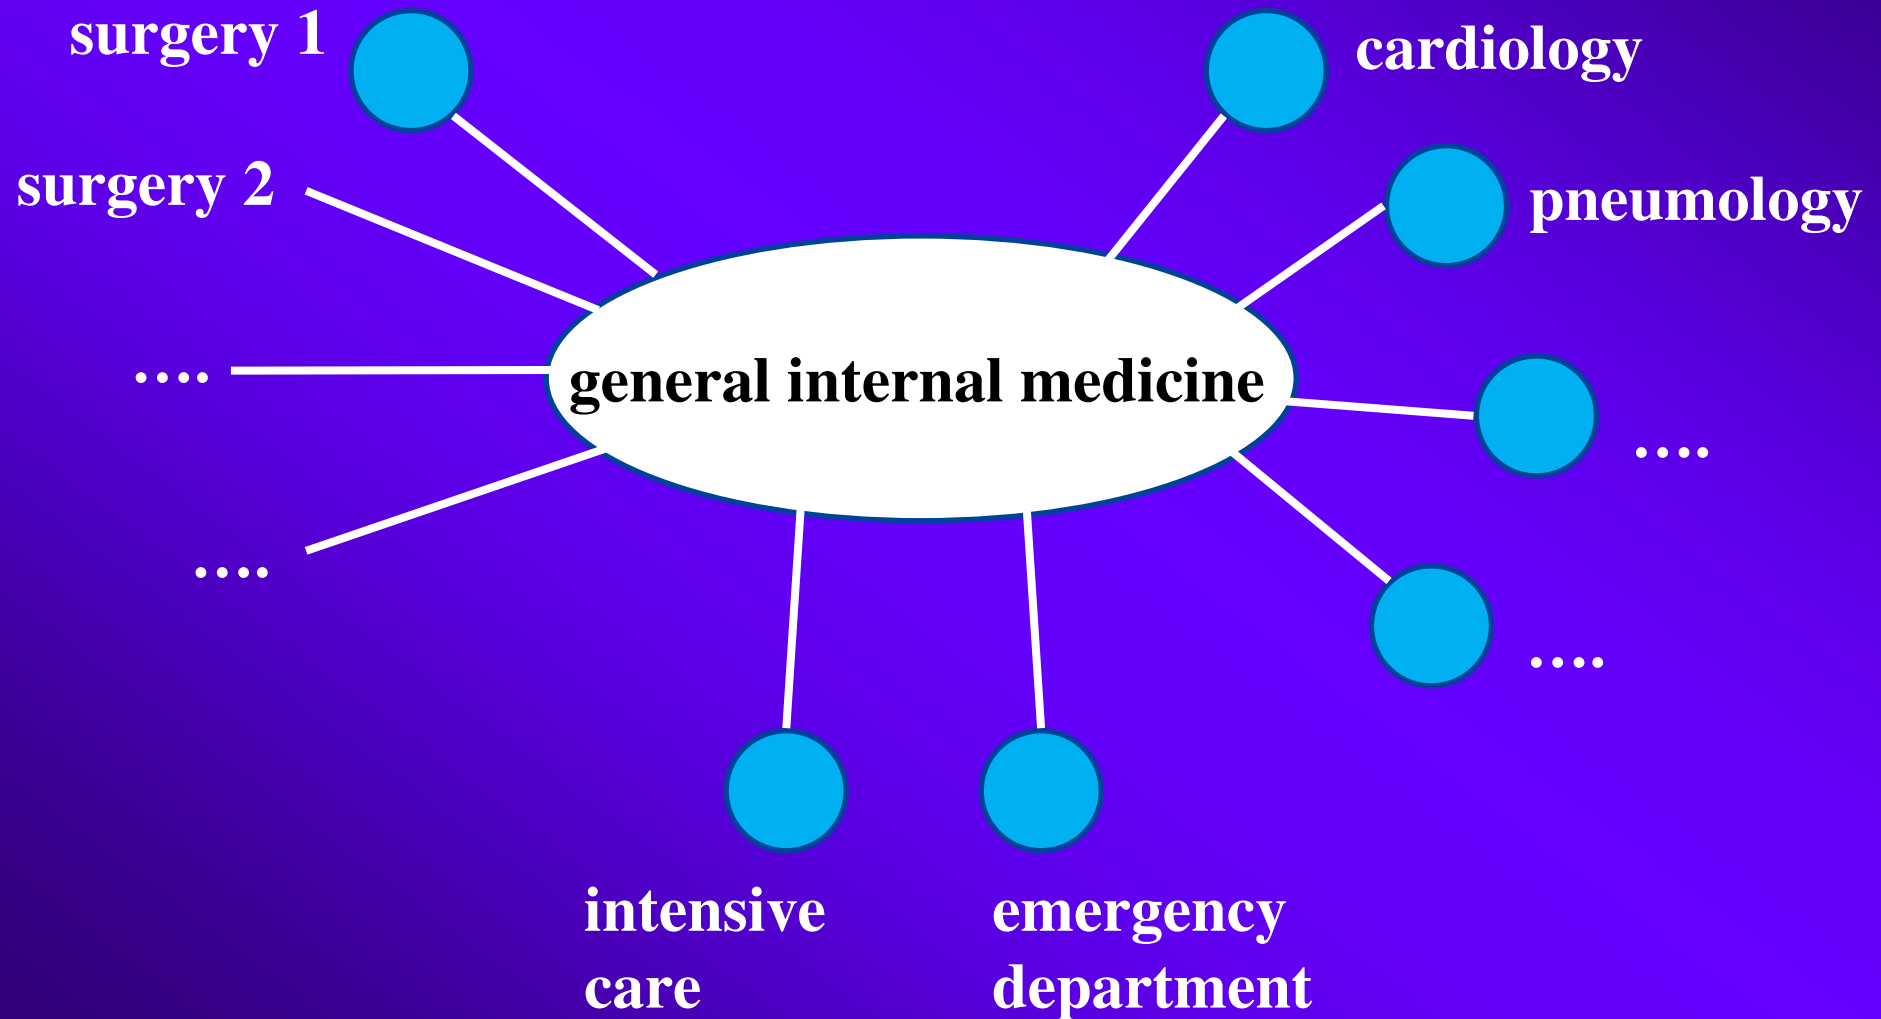 surgery 1
cardiology
surgery 2
pneumology
....
general internal medicine
....
....
....
intensive
care
emergency
department